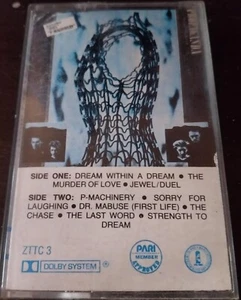 SIDE ONE: DREAM WITHIN A DREAM • THE
MURDER OF LOVE • JEWEL/DUEL
SIDE TWO: P-MACHINERY • SORRY FOR
LAUGHING • DR. MABUSE (FIRST LIFE) • THE
CHASE • THE LAST WORD • STRENGTH TO
DREAM
ZTTC 3
DOLBY SYSTEM
PARI
MEMBER
APPROVED